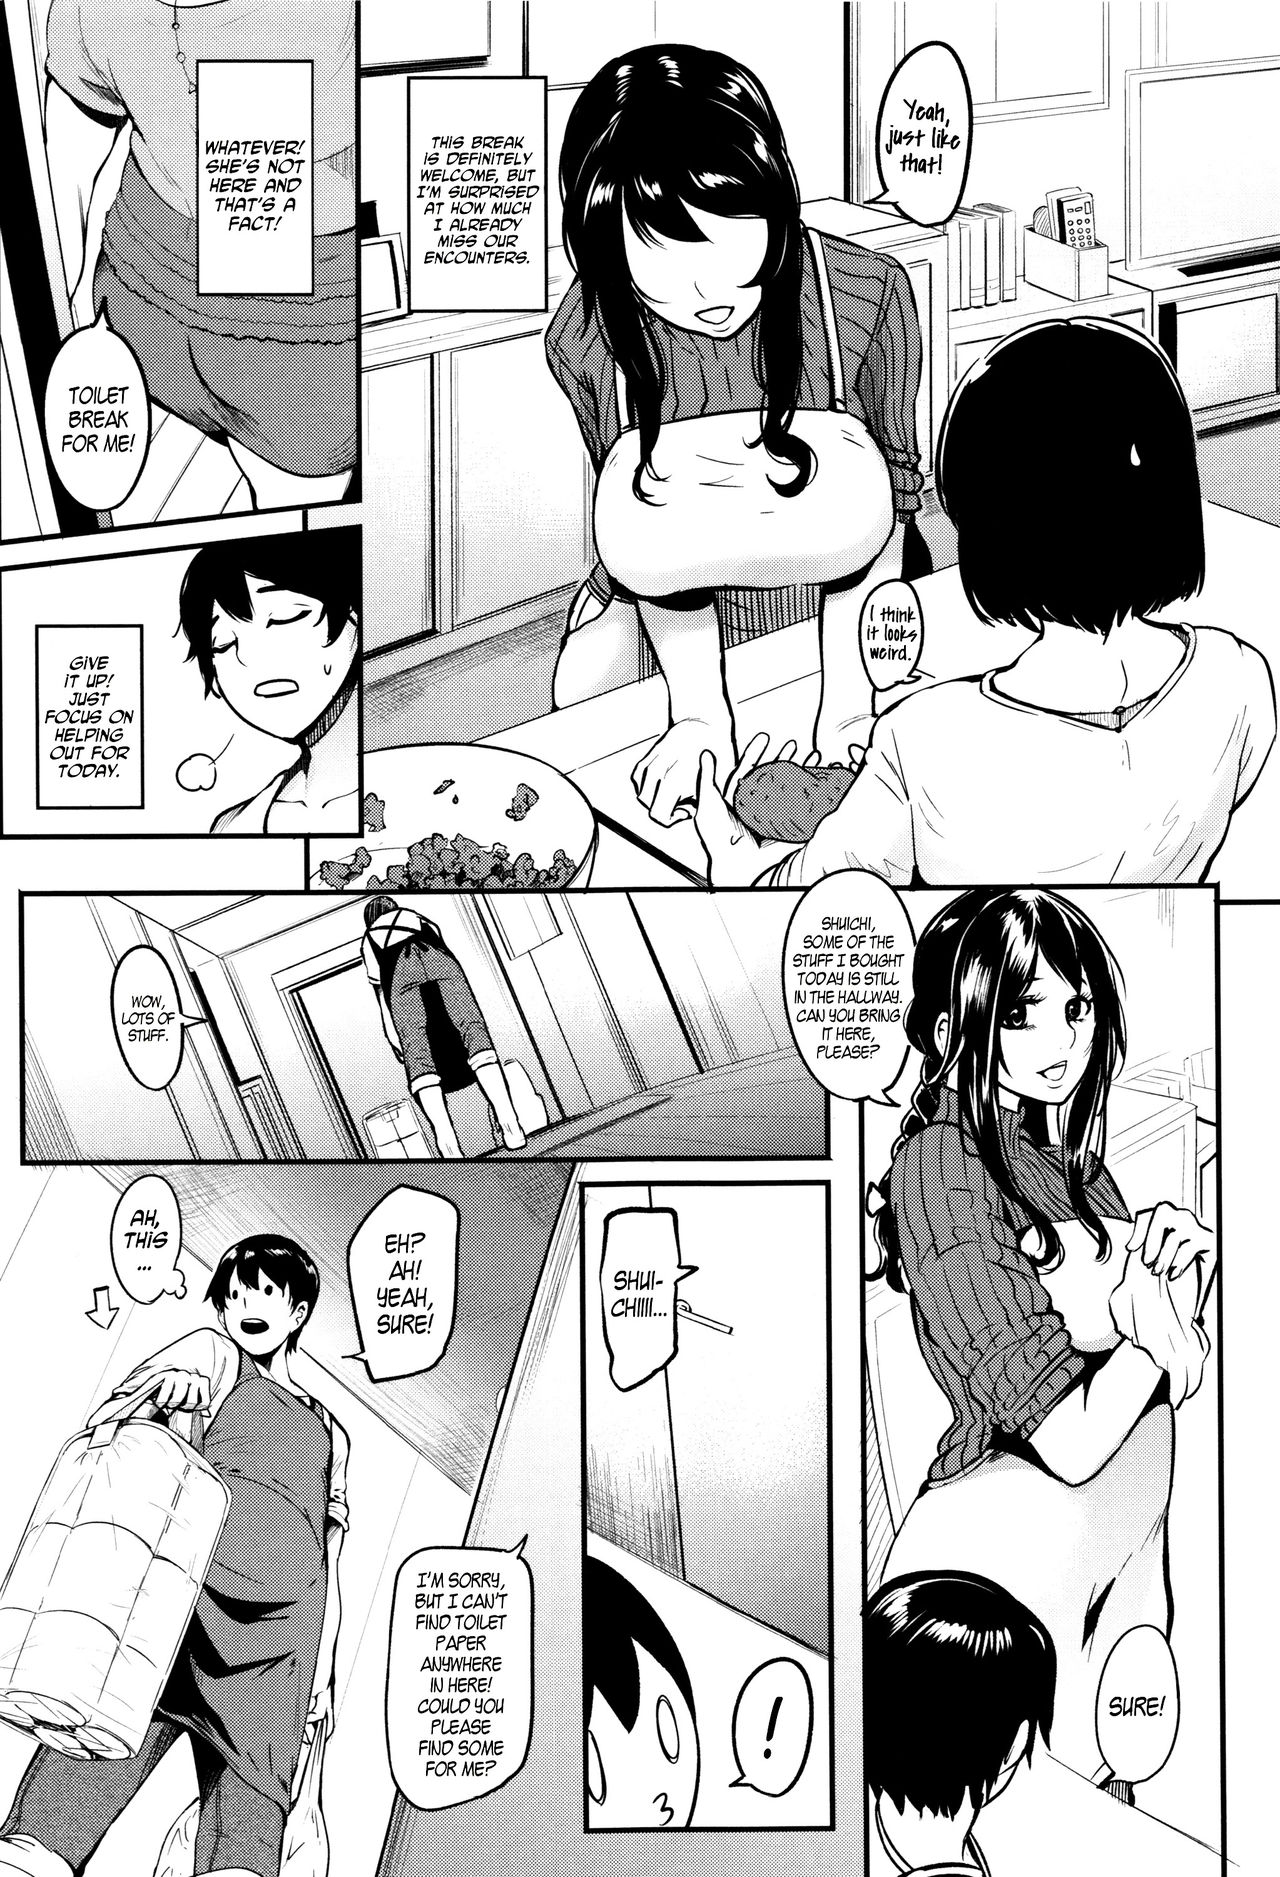 Yeah,
just like
that!
I think
it looks
weird.
THIS BREAK
IS DEFINITELY
WELCOME, BUT
I'M SURPRISED
AT HOW MUCH
I ALREADY
MISS OUR
ENCOUNTERS.
WHATEVER!
SHE'S NOT
HERE AND
THAT'S A
FACT!
TOILET
BREAK
FOR ME!
GIVE
IT UP!
JUST
FOCUS ON
HELPING
OUT FOR
TODAY.
SHUICHI,
SOME OF THE
STUFF I BOUGHT
TODAY IS STILL
IN THE HALLWAY.
CAN YOU BRING
IT HERE,
PLEASE?
SURE!
WOW,
LOTS OF
STUFF.
SHUI-
CHIIII...
!
I'M SORRY,
BUT I CAN'T
FIND TOILET
PAPER
ANYWHERE
IN HERE!
COULD YOU
PLEASE
FIND SOME
FOR ME?
EH?
AH!
YEAH,
SURE!
AH,
THIS
...